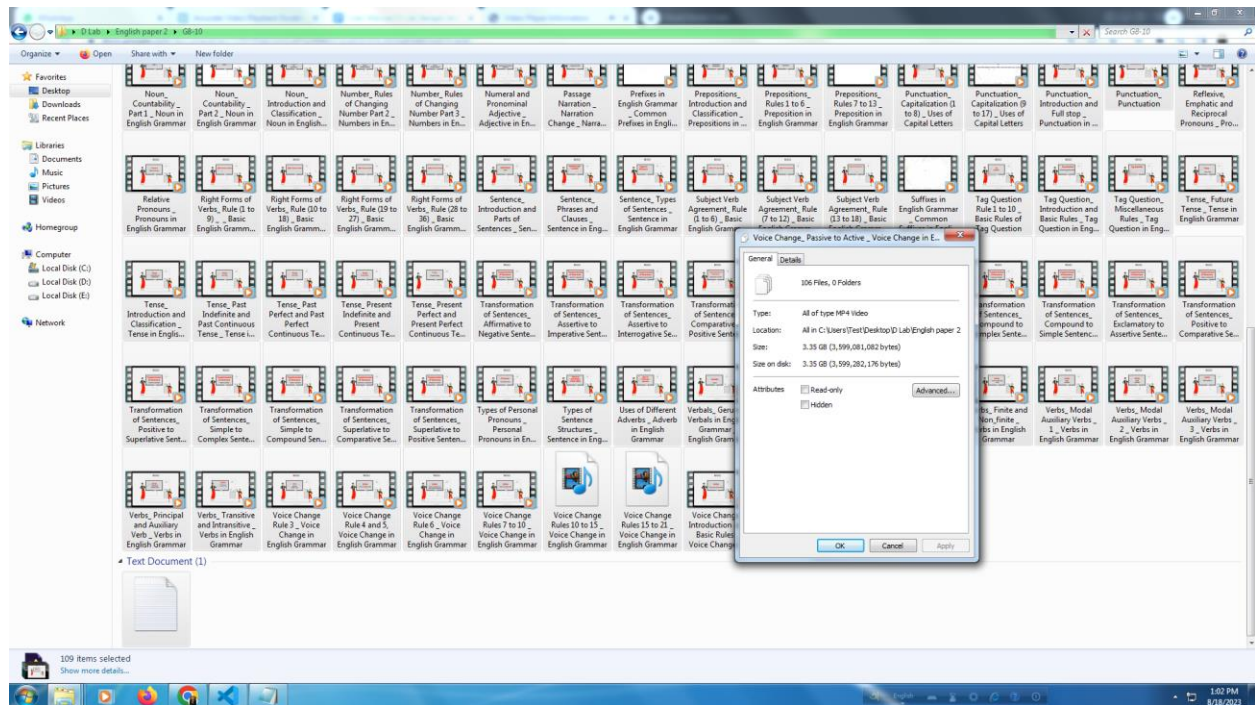 D Lab ▸ English paper 2 ▸ GB-10
Search GB-10
Organize
Open
Share with
New folder
Favorites
Desktop
Downloads
Recent Places
Libraries
Documents
Music
Pictures
Videos
Homegroup
Computer
Local Disk (C:)
Local Disk (D:)
Local Disk (E:)
Network
Noun_
Countability _
Part 1 _ Noun in
English Grammar
Noun_
Countability _
Part 2 _ Noun in
English Grammar
Noun_
Introduction and
Classification _
Noun in English...
Number_Rules
of Changing
Number Part 2 _
Numbers in En...
Number_Rules
of Changing
Number Part 3 _
Numbers in En...
Numeral and
Pronominal
Adjective _
Adjective in En...
Passage
Narration _
Narration
Change _ Narra...
Prefixes in
English Grammar
_ Common
Prefixes in Engli...
Prepositions_
Introduction and
Classification _
Prepositions in ...
Prepositions_
Rules 1 to 6 _
Preposition in
English Grammar
Prepositions_
Rules 7 to 13 _
Preposition in
English Grammar
Punctuation_
Capitalization (1
to 8) _ Uses of
Capital Letters
Punctuation_
Capitalization (9
to 17) _ Uses of
Capital Letters
Punctuation_
Introduction and
Full stop _
Punctuation in ...
Punctuation_
Punctuation
Reflexive,
Emphatic and
Reciprocal
Pronouns _ Pro...
Relative
Pronouns _
Pronouns in
English Grammar
Right Forms of
Verbs_ Rule (1 to
9) _ Basic
English Gramm...
Right Forms of
Verbs_ Rule (10 to
18) _ Basic
English Gramm...
Right Forms of
Verbs_ Rule (19 to
27) _ Basic
English Gramm...
Right Forms of
Verbs_ Rule (28 to
36) _ Basic
English Gramm...
Sentence_
Introduction and
Parts of
Sentences _ Sen...
Sentence_
Phrases and
Clauses _
Sentence in Eng...
Sentence_ Types
of Sentences _
Sentence in
English Grammar
Subject Verb
Agreement_ Rule
(1 to 6) _ Basic
English Gramm...
Subject Verb
Agreement_ Rule
(7 to 12) _ Basic
Subject Verb
Agreement_ Rule
(13 to 18) _ Basic
Suffixes in
English Grammar
_ Common
Tag Question
Rule 1 to 10 _
Basic Rules of
Tag Question
Tag Question_
Introduction and
Basic Rules _ Tag
Question in Eng...
Tag Question_
Miscellaneous
Rules _ Tag
Question in Eng...
Tense_ Future
Tense _ Tense in
English Grammar
Tense_
Introduction and
Classification _
Tense in Englis...
Tense_ Past
Indefinite and
Past Continuous
Tense _ Tense i...
Tense_ Past
Perfect and Past
Perfect
Continuous Te...
Tense_ Present
Indefinite and
Present
Continuous Te...
Tense_ Present
Perfect and
Present Perfect
Continuous Te...
Transformation
of Sentences_
Affirmative to
Negative Sente...
Transformation
of Sentences_
Assertive to
Imperative Sent...
Transformation
of Sentences_
Assertive to
Interrogative Se...
of Sentence
Comparative
Positive Sente
Transformation
of Sentences_
Compound to
Simple Sentenc...
Transformation
of Sentences_
Exclamatory to
Assertive Sente...
Transformation
of Sentences_
Positive to
Comparative Se...
Transformation
of Sentences_
Positive to
Superlative Sent...
Transformation
of Sentences_
Simple to
Complex Sente...
Transformation
of Sentences_
Simple to
Compound Sen...
Transformation
of Sentences_
Superlative to
Comparative Se...
Transformation
of Sentences_
Superlative to
Positive Senten...
Types of Personal
Pronouns _
Personal
Pronouns in En...
Types of
Sentence
Structures _
Sentence in Eng...
Uses of Different
Adverbs _ Adverb
in English
Grammar
Verbals in Eng
Grammar
English Gram
Finite and
Non_finite _
Verbs in English
Grammar
Verbs_ Modal
Auxiliary Verbs _
1 _ Verbs in
English Grammar
Verbs_ Modal
Auxiliary Verbs _
2 _ Verbs in
English Grammar
Verbs_ Modal
Auxiliary Verbs _
3 _ Verbs in
English Grammar
Verbs_ Principal
and Auxiliary
Verb _ Verbs in
English Grammar
Verbs_ Transitive
and Intransitive _
Verbs in English
Grammar
Voice Change
Rule 3 _ Voice
Change in
English Grammar
Voice Change
Rule 4 and 5_
Voice Change in
English Grammar
Voice Change
Rule 6 _ Voice
Change in
English Grammar
Voice Change
Rules 7 to 10 _
Voice Change in
English Grammar
Voice Change
Rules 10 to 15 _
Voice Change in
English Grammar
Voice Change
Rules 15 to 21 _
Voice Change in
English Grammar
Voice Chang
Introduction
Basic Rules
Voice Chang
Voice Change_ Passive to Active _ Voice Change in E...
General
Details
106 Files, 0 Folders
Type: All of type MP4 Video
Location: All in C:\Users\Test\Desktop\D Lab\English paper 2
Size: 3.35 GB (3,599,081,082 bytes)
Size on disk: 3.35 GB (3,599,282,176 bytes)
Attributes Read-only Advanced...
Hidden
OK Cancel Apply
Text Document (1)
109 items selected
Show more details...
1:02 PM
8/18/2023